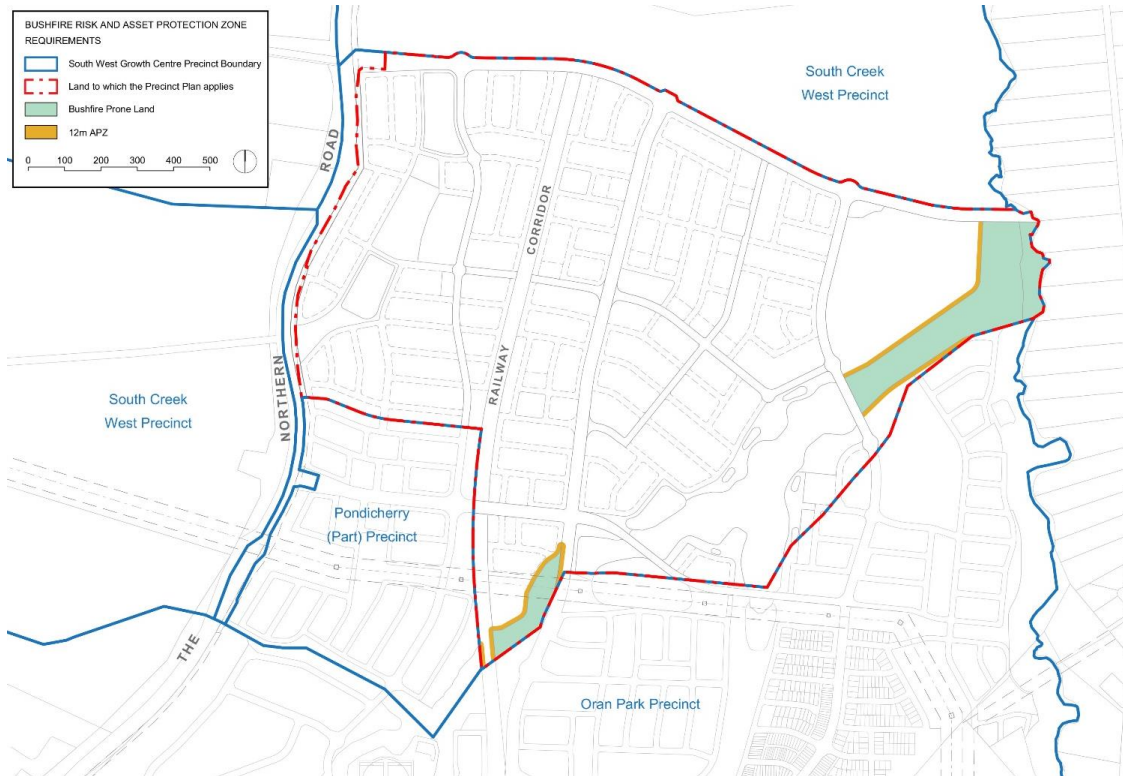 BUSHFIRE RISK AND ASSET PROTECTION ZONE
REQUIREMENTS
South West Growth Centre Precinct Boundary
Land to which the Precinct Plan applies
Bushfire Prone Land
12m APZ
0 100 200 300 400 500
South Creek
West Precinct
ROAD
CORRIDOR
RAILWAY
NORTHERN
South Creek
West Precinct
Pondicherry
(Part) Precinct
THE
Oran Park Precinct